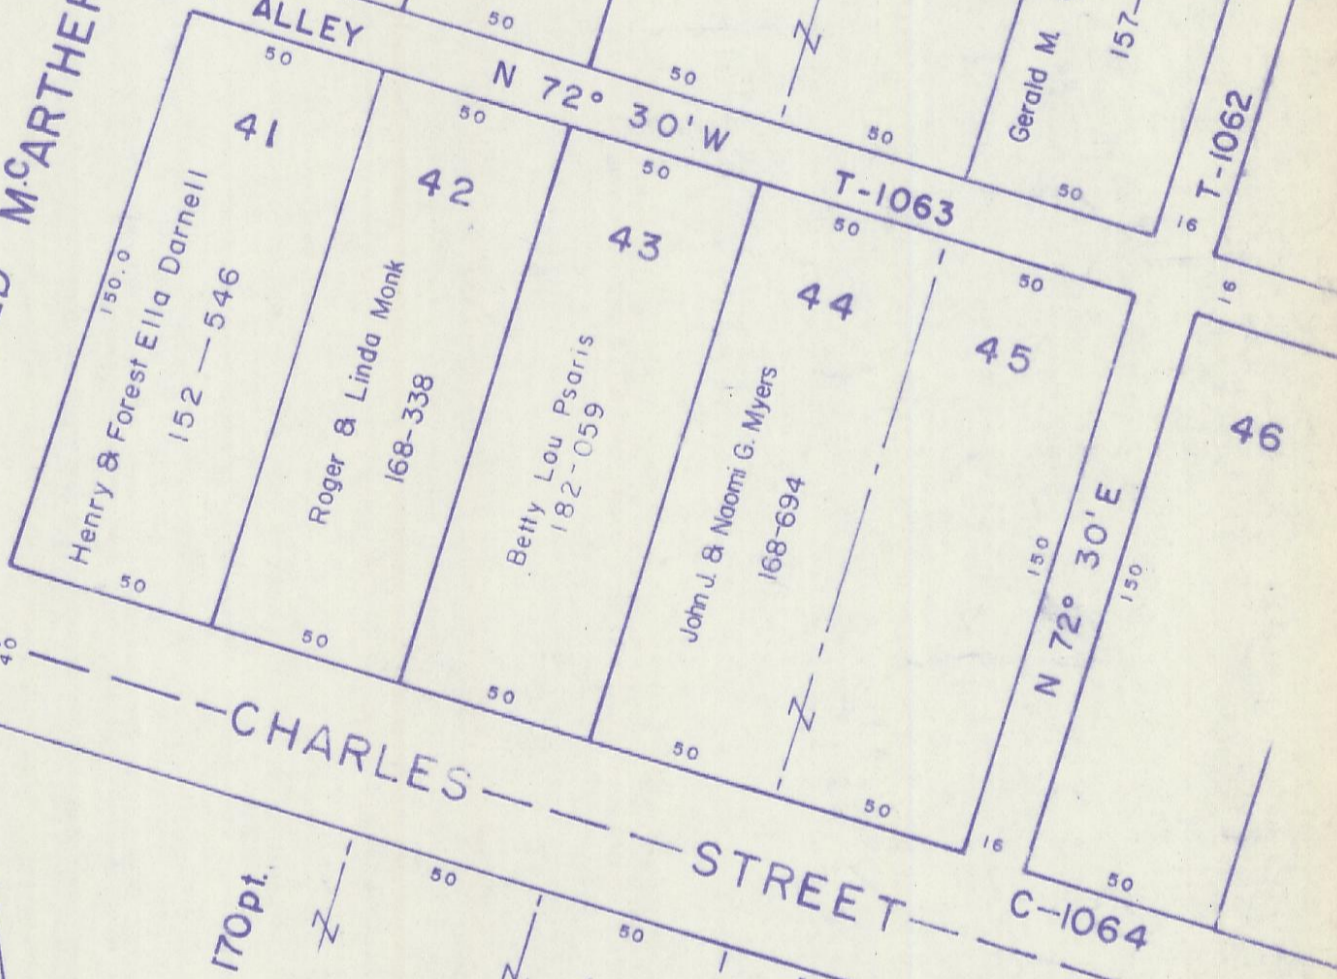 ALLEY
50
50
N 72° 30' W
50
50
T-1063
Gerald M.
157-
50
16
T-1062
16
McARTHER
50
41
150.0
Henry & Forest Ella Darnell
152 — 546
50
50
42
Roger & Linda Monk
168-338
50
50
43
Betty Lou Psaris
182-059
50
50
44
John J. & Naomi G. Myers
168-694
50
50
45
150
50
16
N 72° 30' E
150
46
50
40
CHARLES STREET
C-1064
170pt.
50
50